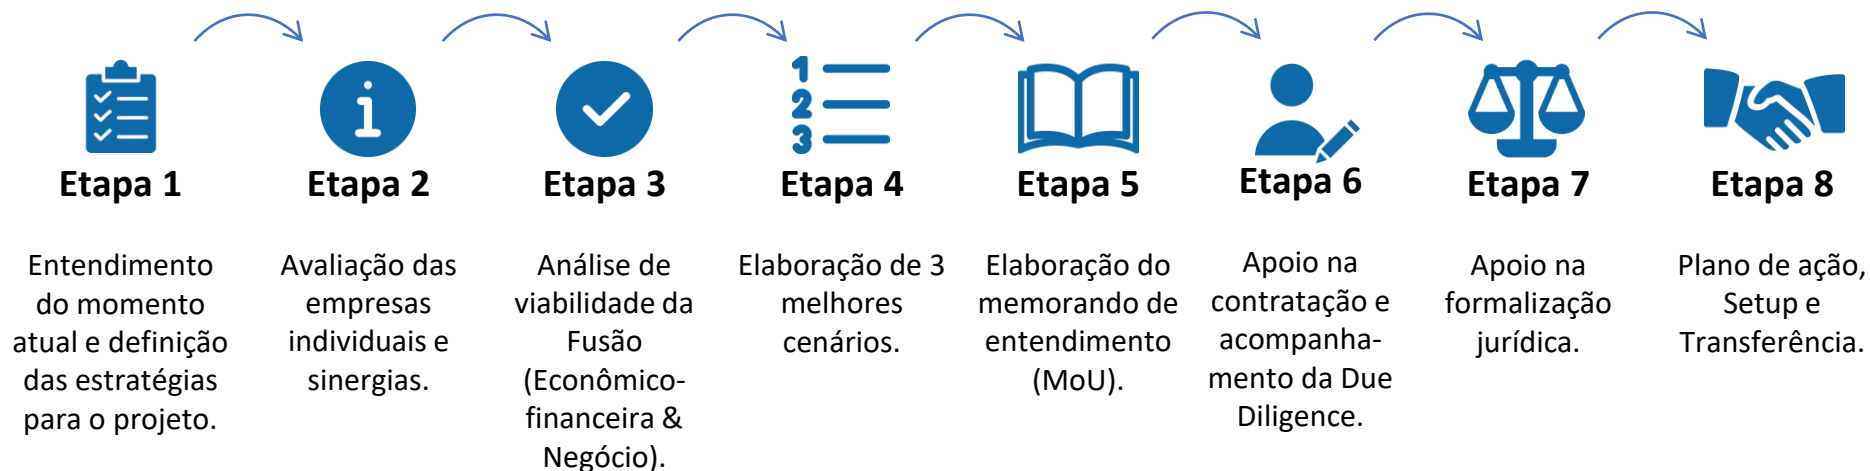 Etapa 1
Entendimento
do momento
atual e definição
das estratégias
para o projeto.
Etapa 2
Avaliação das
empresas
individuais e
sinergias.
Etapa 3
Análise de
viabilidade da
Fusão
(Econômico-
financeira &
Negócio).
1
2
3
Etapa 4
Elaboração de 3
melhores
cenários.
Etapa 5
Elaboração do
memorando de
entendimento
(MoU).
Etapa 6
Apoio na
contratação e
acompanha-
mento da Due
Diligence.
Etapa 7
Apoio na
formalização
jurídica.
Etapa 8
Plano de ação,
Setup e
Transferência.